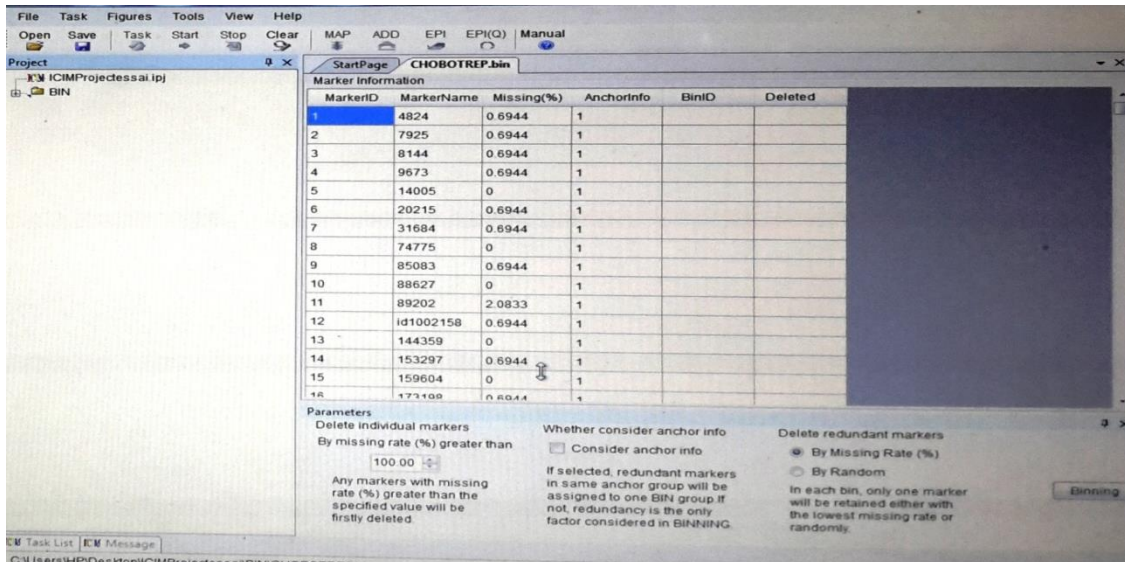 File Task Figures Tools View Help
Open Save Task Start Stop Clear MAP ADD EPI EPI(Q) Manual
Project
StartPage CHOBOTREP.bin
ICIMProjectessai.ipj
BIN
Marker Information
MarkerID MarkerName Missing(%) AnchorInfo BinID Deleted
1 4824 0.6944 1
2 7925 0.6944 1
3 8144 0.6944 1
4 9673 0.6944 1
5 14005 0 1
6 20215 0.6944 1
7 31684 0.6944 1
8 74775 0 1
9 85083 0.6944 1
10 88627 0 1
11 89202 2.0833 1
12 id1002158 0.6944 1
13 144359 0 1
14 153297 0.6944 1
15 159604 0 1
16 173198 0.6944 1
Parameters
Delete individual markers
By missing rate (%) greater than
100.00
Any markers with missing
rate (%) greater than the
specified value will be
firstly deleted.
Whether consider anchor info
Consider anchor info
If selected, redundant markers
in same anchor group will be
assigned to one BIN group.If
not, redundancy is the only
factor considered in BINNING
Delete redundant markers
By Missing Rate (%)
By Random
In each bin, only one marker
will be retained either with
the lowest missing rate or
randomly.
Binning
Task List Message